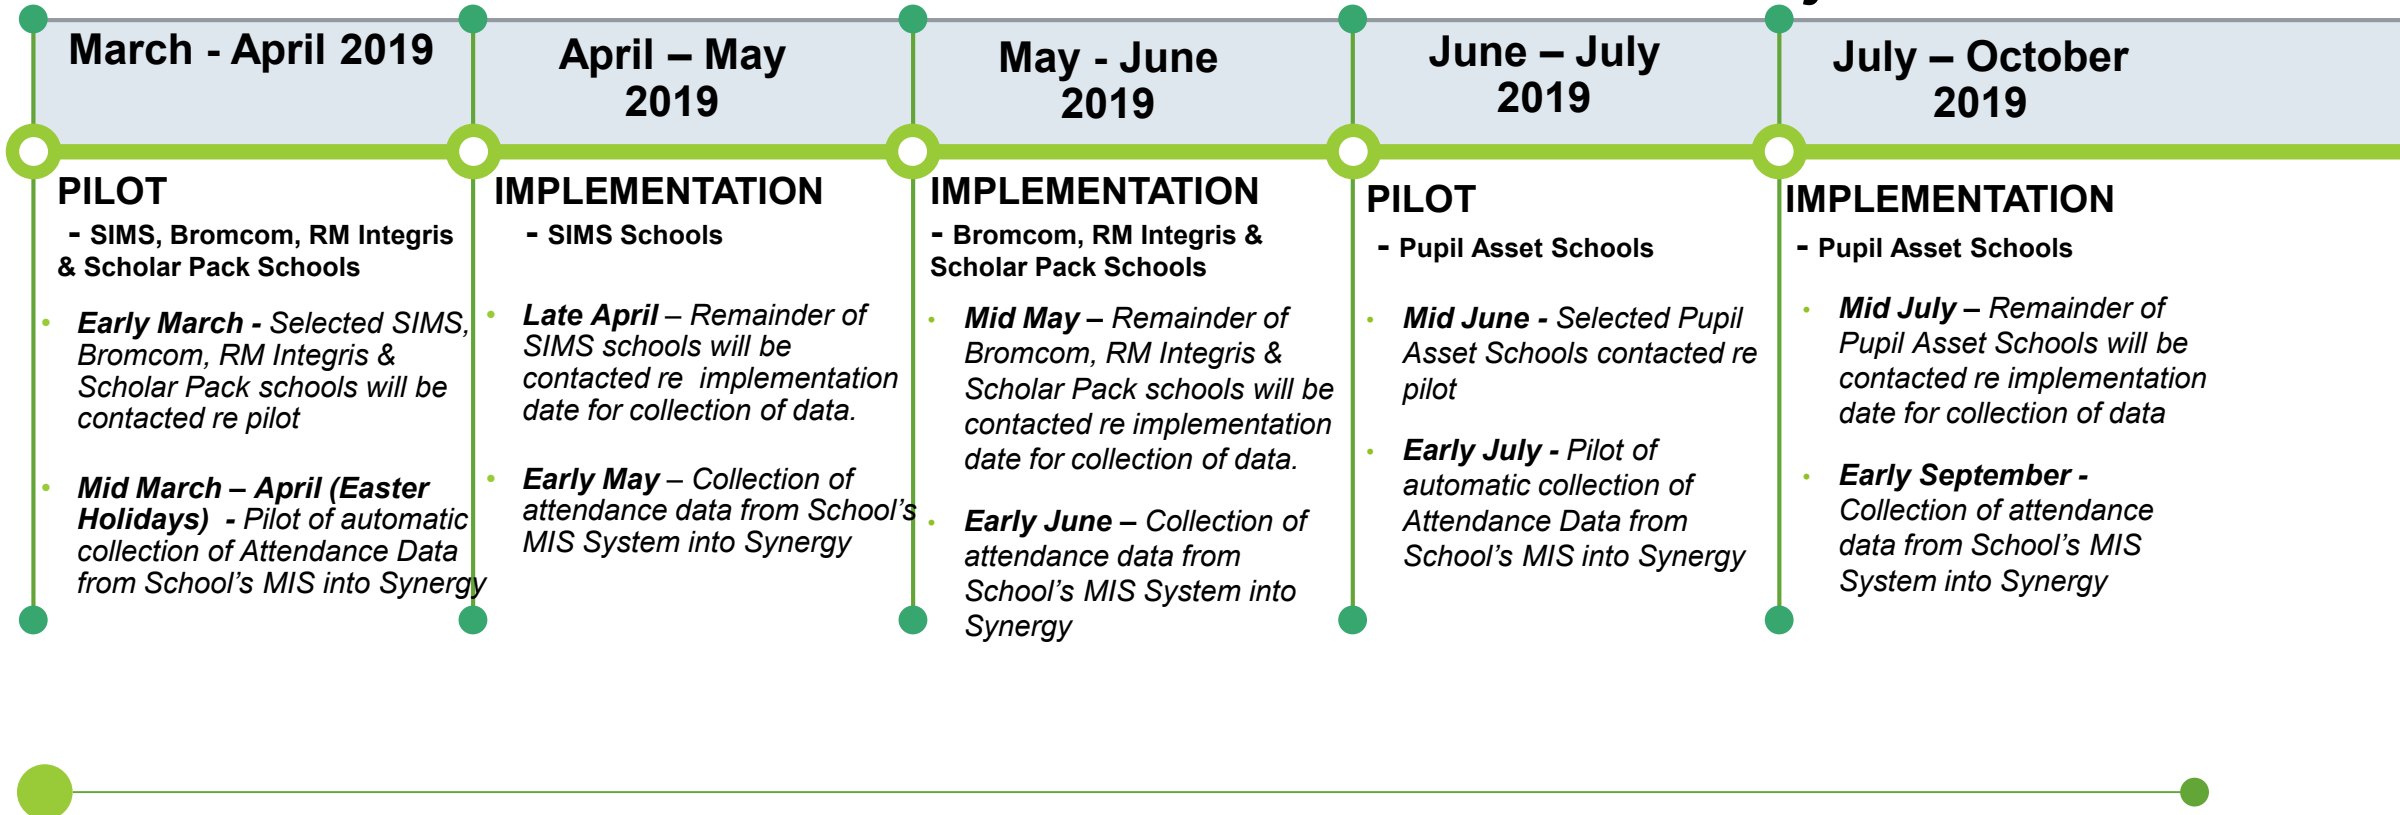 March - April 2019
PILOT
- SIMS, Bromcom, RM Integris
& Scholar Pack Schools
• Early March - Selected SIMS,
Bromcom, RM Integris &
Scholar Pack schools will be
contacted re pilot
• Mid March – April (Easter
Holidays)  - Pilot of automatic
collection of Attendance Data
from School’s MIS into Synergy
April – May
2019
IMPLEMENTATION
- SIMS Schools
• Late April – Remainder of
SIMS schools will be
contacted re  implementation
date for collection of data.
• Early May – Collection of
attendance data from School’s
MIS System into Synergy
May - June
2019
IMPLEMENTATION
- Bromcom, RM Integris &
Scholar Pack Schools
• Mid May – Remainder of
Bromcom, RM Integris &
Scholar Pack schools will be
contacted re implementation
date for collection of data.
• Early June – Collection of
attendance data from
School’s MIS System into
Synergy
June – July
2019
PILOT
- Pupil Asset Schools
• Mid June - Selected Pupil
Asset Schools contacted re
pilot
• Early July - Pilot of
automatic collection of
Attendance Data from
School’s MIS into Synergy
July – October
2019
IMPLEMENTATION
- Pupil Asset Schools
• Mid July – Remainder of
Pupil Asset Schools will be
contacted re implementation
date for collection of data
• Early September -
Collection of attendance
data from School’s MIS
System into Synergy